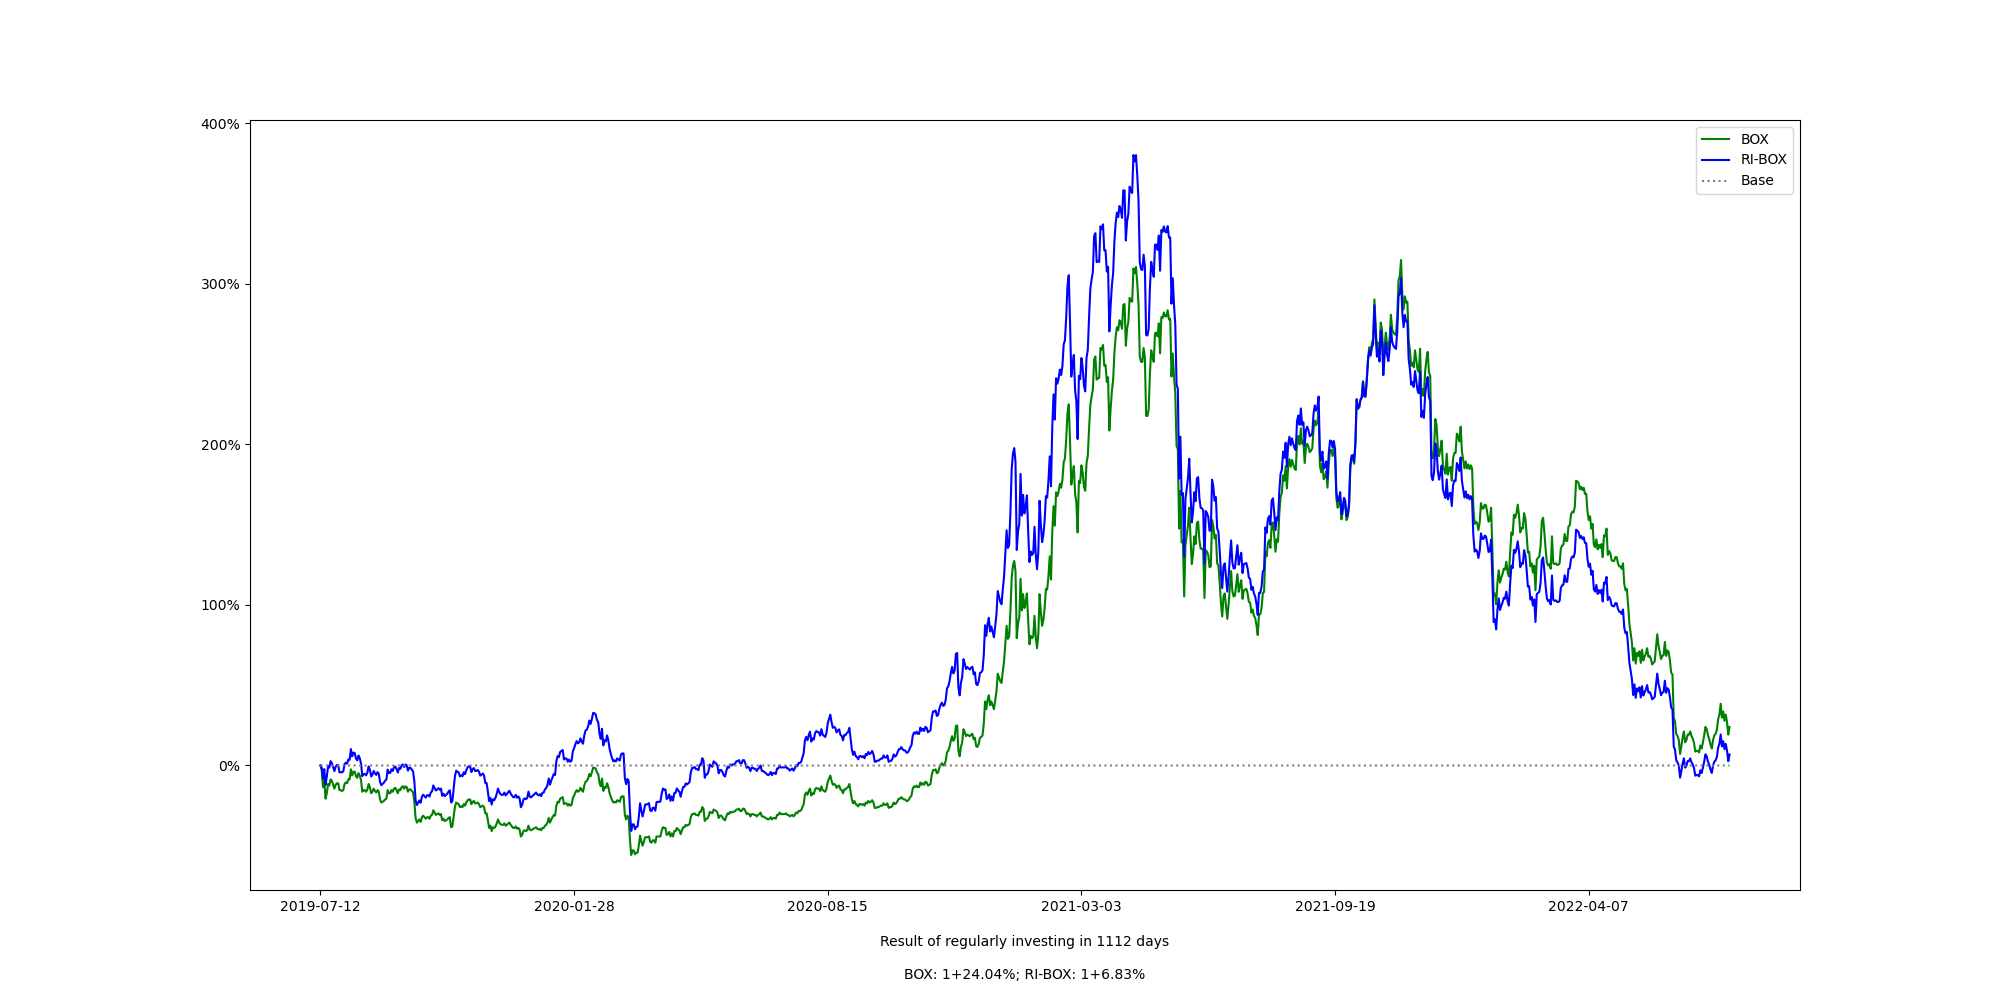 400%
300%
200%
100%
0%
BOX
RI-BOX
Base
2019-07-12 2020-01-28 2020-08-15 2021-03-03 2021-09-19 2022-04-07
Result of regularly investing in 1112 days
BOX: 1+24.04%; RI-BOX: 1+6.83%